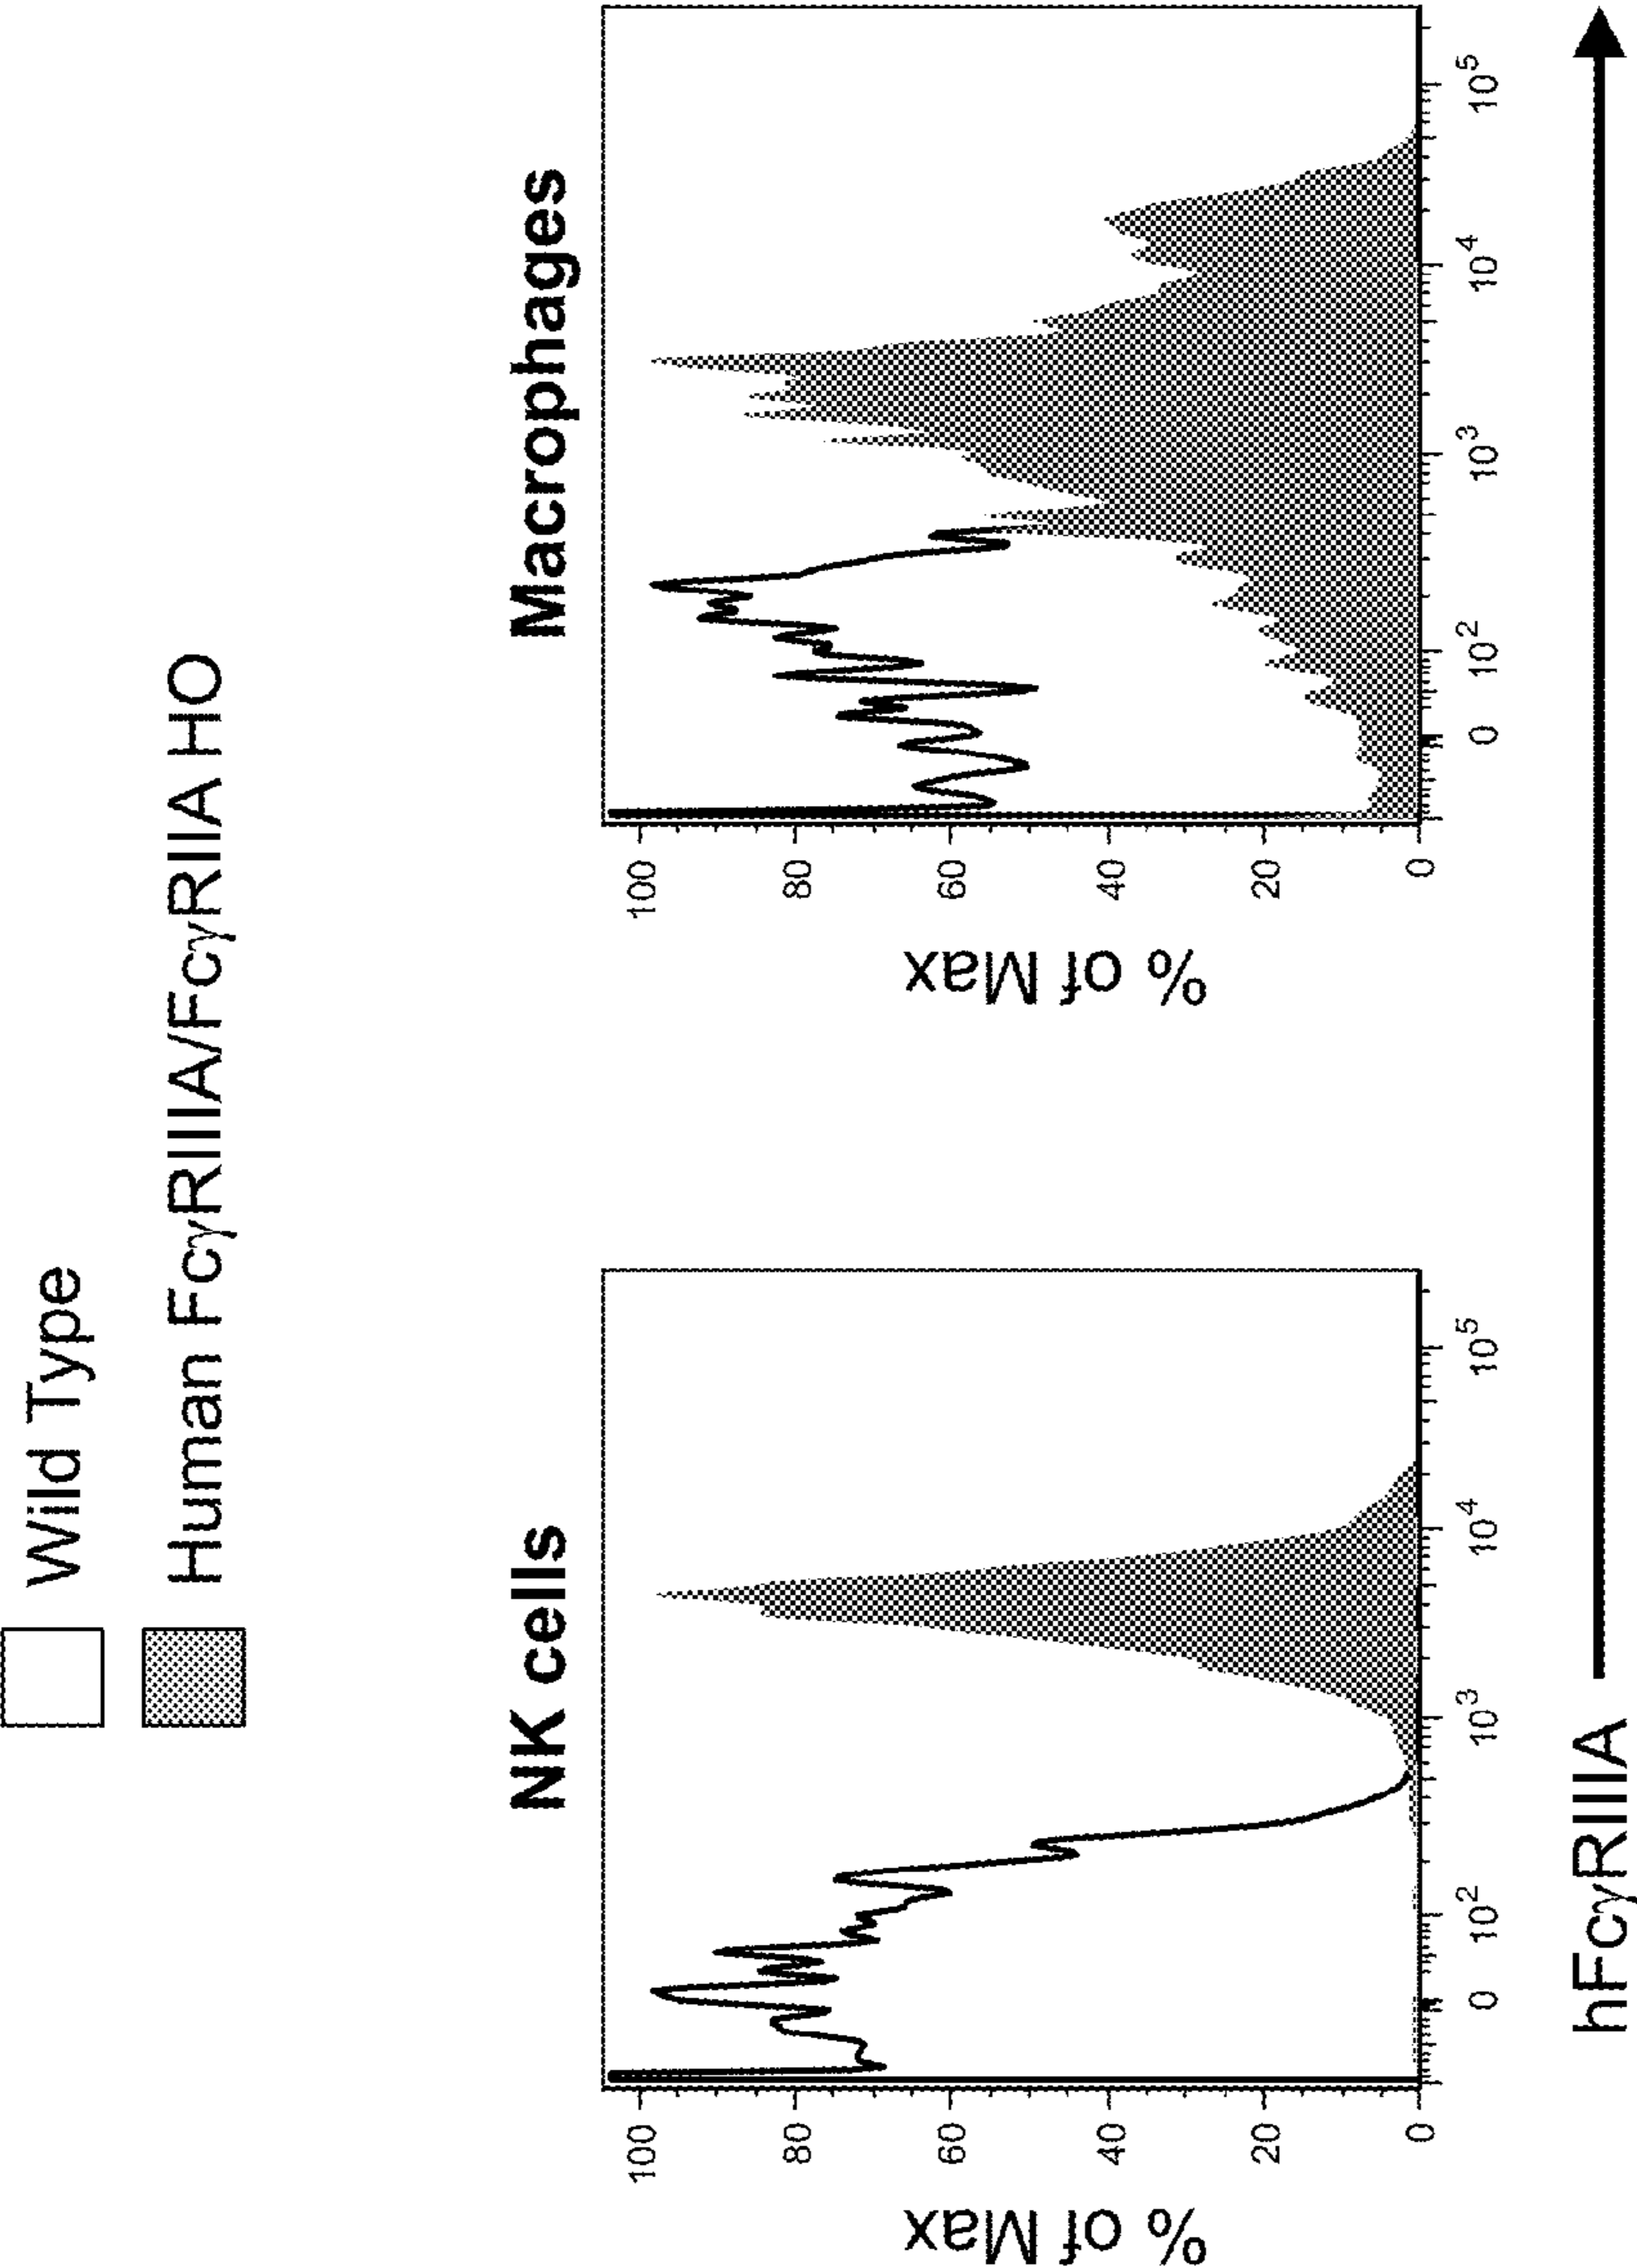 Wild Type
Human FcγRIIIA/FcγRIIA HO
NK cells
% of Max
100
80
60
40
20
0
0 10² 10³ 10⁴ 10⁵
Macrophages
% of Max
100
80
60
40
20
0
0 10² 10³ 10⁴ 10⁵
hFcγRIIIA